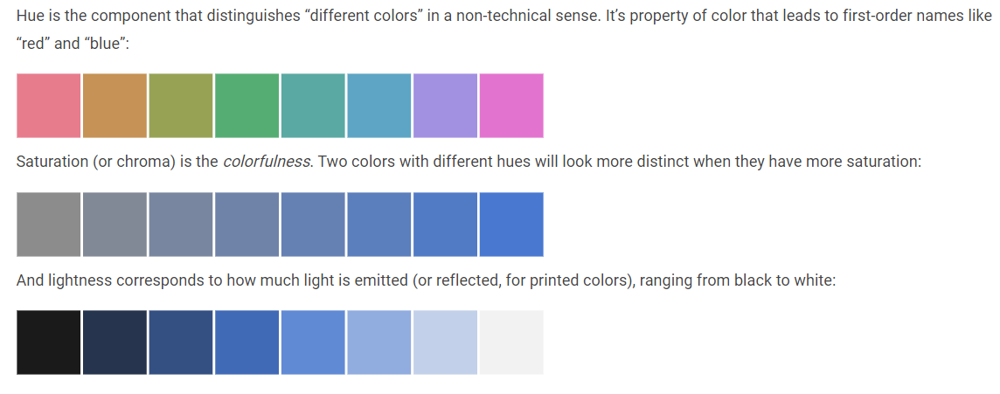 Hue is the component that distinguishes “different colors” in a non-technical sense. It’s property of color that leads to first-order names like
“red” and “blue”:
Saturation (or chroma) is the colorfulness. Two colors with different hues will look more distinct when they have more saturation:
And lightness corresponds to how much light is emitted (or reflected, for printed colors), ranging from black to white: